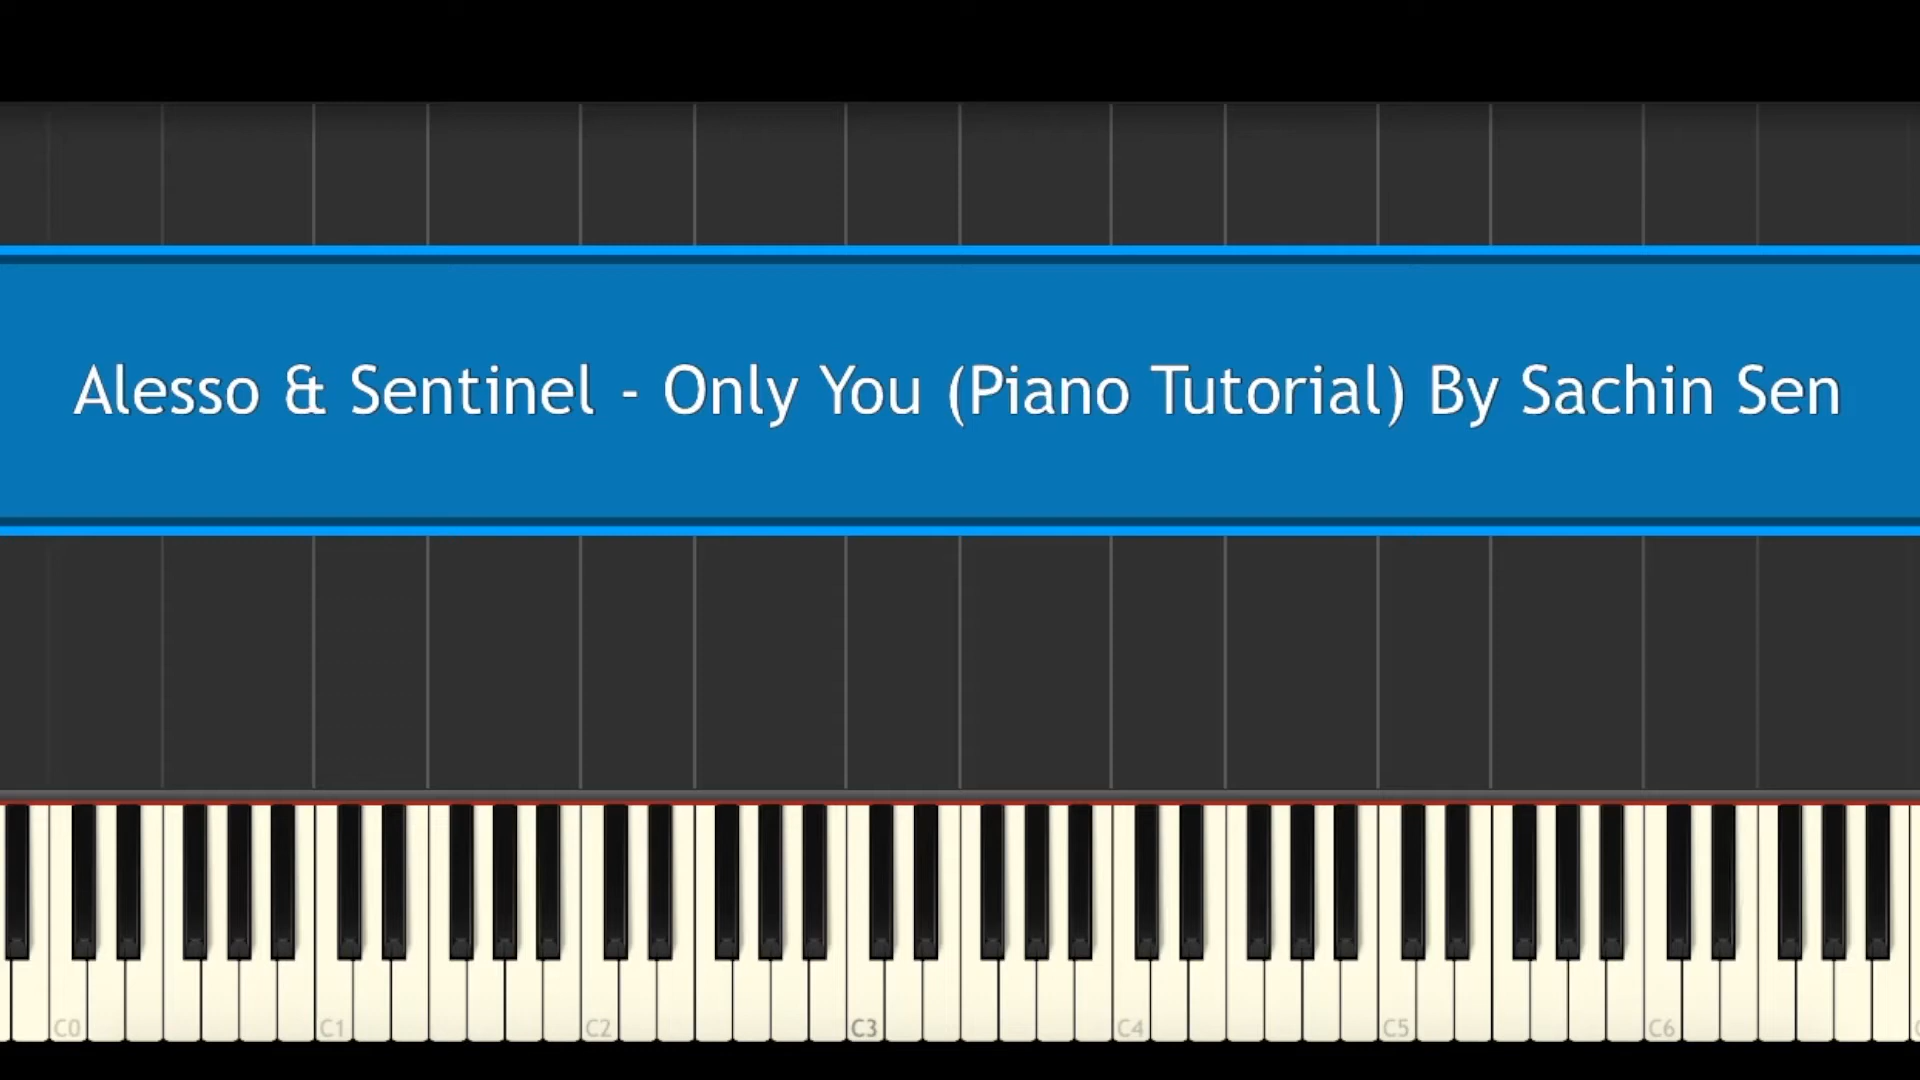 Alesso & Sentinel - Only You (Piano Tutorial) By Sachin Sen
C0 C1 C2 C3 C4 C5 C6